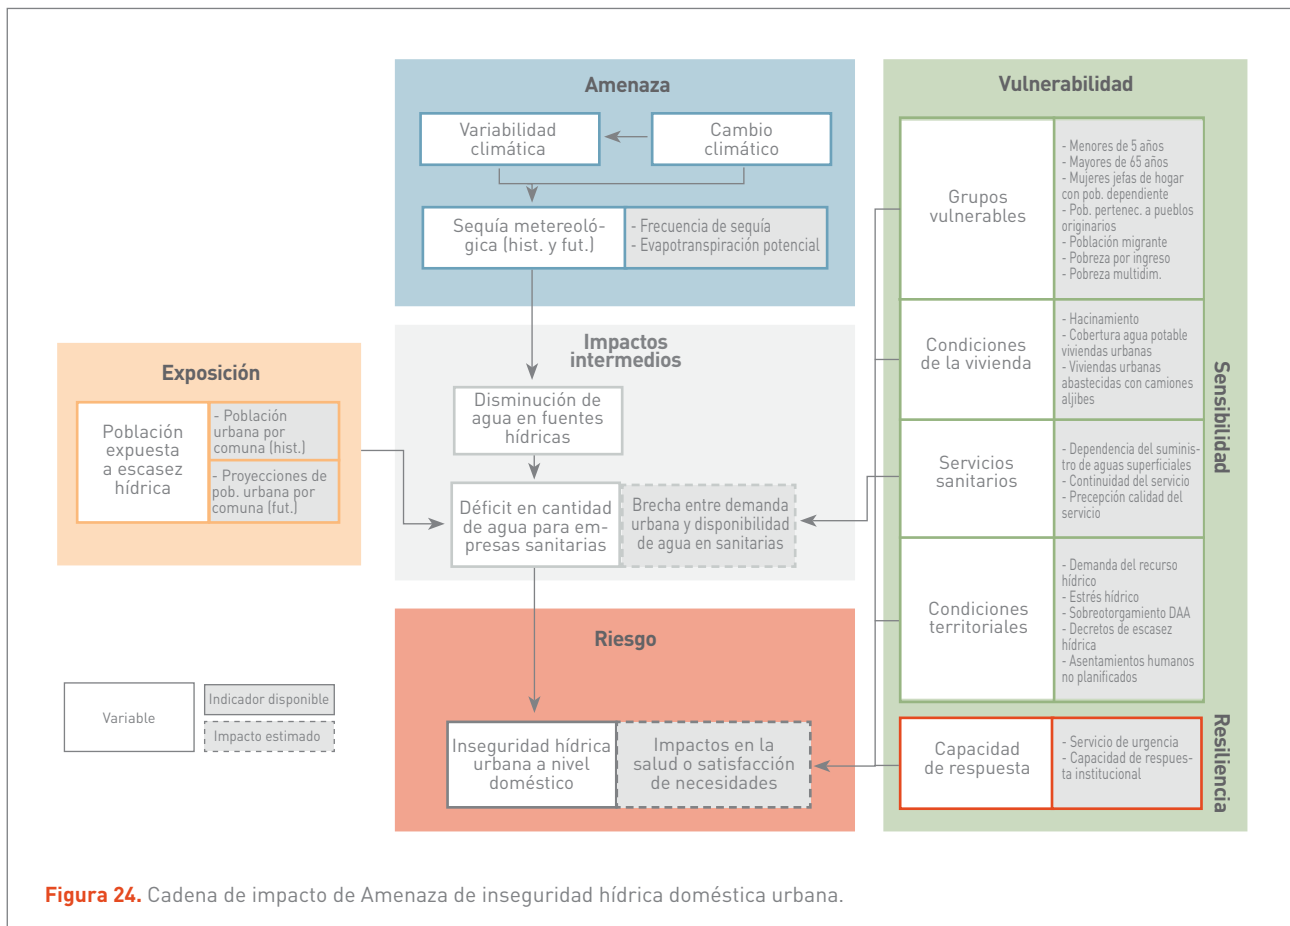 Amenaza
Variabilidad
climática
Cambio
climático
Sequía metereoló-
gica (hist. y fut.)
- Frecuencia de sequía
- Evapotranspiración potencial
Impactos
intermedios
Disminución de
agua en fuentes
hídricas
Déficit en cantidad
de agua para em-
presas sanitarias
Brecha entre demanda
urbana y disponibilidad
de agua en sanitarias
Exposición
Población
expuesta
a escasez
hídrica
- Población
urbana por
comuna (hist.)
- Proyecciones de
pob. urbana por
comuna (fut.)
Riesgo
Inseguridad hídrica
urbana a nivel
doméstico
Impactos en la
salud o satisfacción
de necesidades
Vulnerabilidad
Grupos
vulnerables
- Menores de 5 años
- Mayores de 65 años
- Mujeres jefas de hogar
con pob. dependiente
- Pob. pertenec. a pueblos
originarios
- Población migrante
- Pobreza por ingreso
- Pobreza multidim.
Condiciones
de la vivienda
- Hacinamiento
- Cobertura agua potable
viviendas urbanas
- Viviendas urbanas
abastecidas con camiones
aljibes
Servicios
sanitarios
- Dependencia del suminis-
tro de aguas superficiales
- Continuidad del servicio
- Precepción calidad del
servicio
Condiciones
territoriales
- Demanda del recurso
hídrico
- Estrés hídrico
- Sobreotorgamiento DAA
- Decretos de escasez
hídrica
- Asentamientos humanos
no planificados
Sensibilidad
Capacidad
de respuesta
- Servicio de urgencia
- Capacidad de respues-
ta institucional
Resiliencia
Variable
Indicador disponible
Impacto estimado
Figura 24. Cadena de impacto de Amenaza de inseguridad hídrica doméstica urbana.